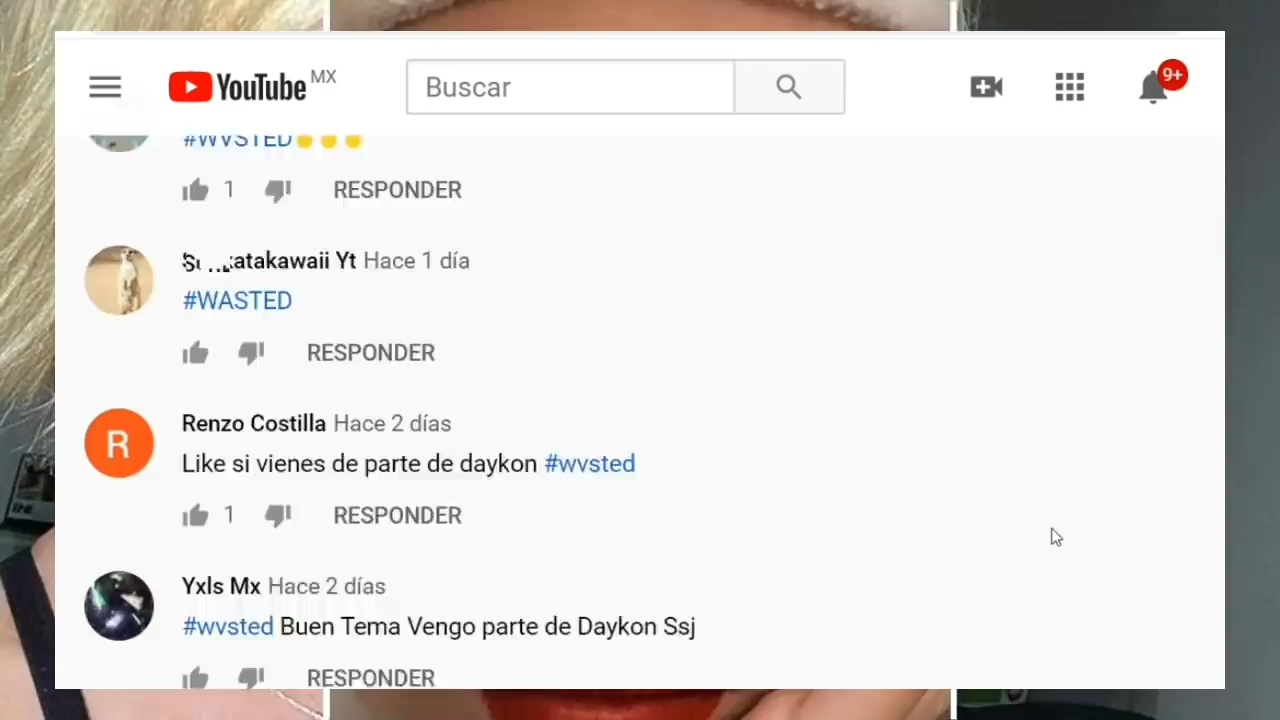 YouTube MX
Buscar
9+
#WVSTED
1 RESPONDER
Yt Hace 1 día
#WASTED
RESPONDER
R
Renzo Costilla Hace 2 días
Like si vienes de parte de daykon #wvsted
1 RESPONDER
Yxls Mx Hace 2 días
#wvsted Buen Tema Vengo parte de Daykon Ssj
RESPONDER